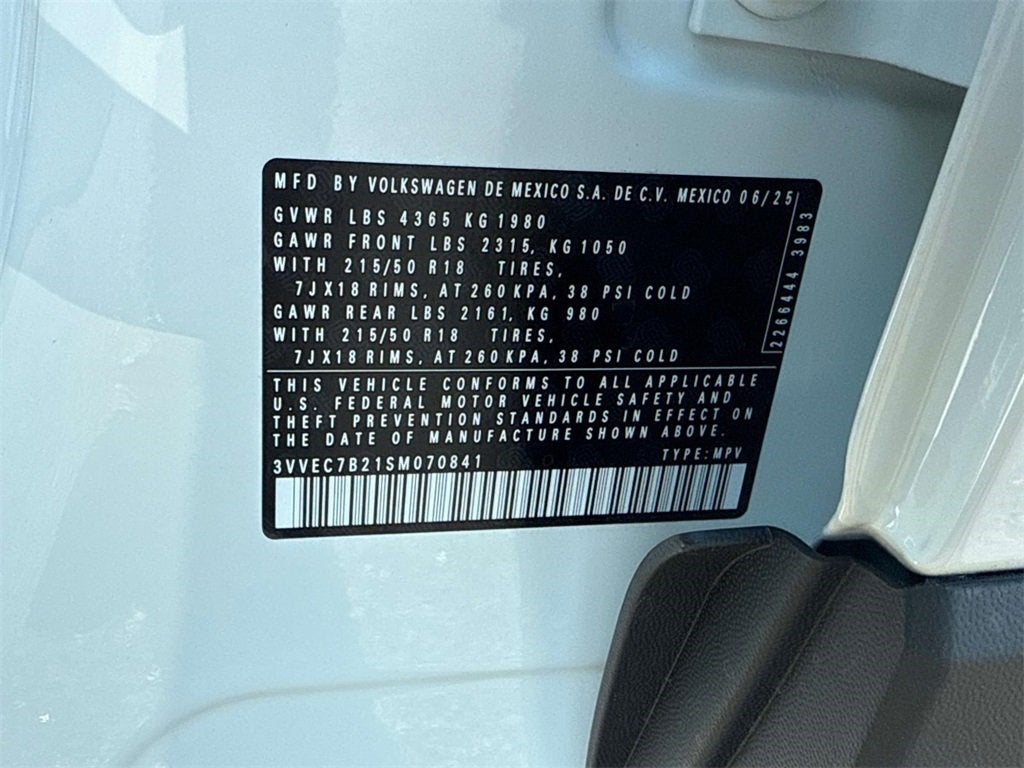 MFD BY VOLKSWAGEN DE MEXICO S.A. DE C.V. MEXICO 06/25
GVWR LBS 4365 KG 1980
GAWR FRONT LBS 2315, KG 1050
WITH 215/50 R18 TIRES,
7JX18 RIMS, AT 260 KPA, 38 PSI COLD
GAWR REAR LBS 2161, KG 980
WITH 215/50 R18 TIRES,
7JX18 RIMS, AT 260 KPA, 38 PSI COLD
2266444 3983
THIS VEHICLE CONFORMS TO ALL APPLICABLE
U.S. FEDERAL MOTOR VEHICLE SAFETY AND
THEFT PREVENTION STANDARDS IN EFFECT ON
THE DATE OF MANUFACTURE SHOWN ABOVE.
3VVEC7B21SM070841 TYPE: MPV